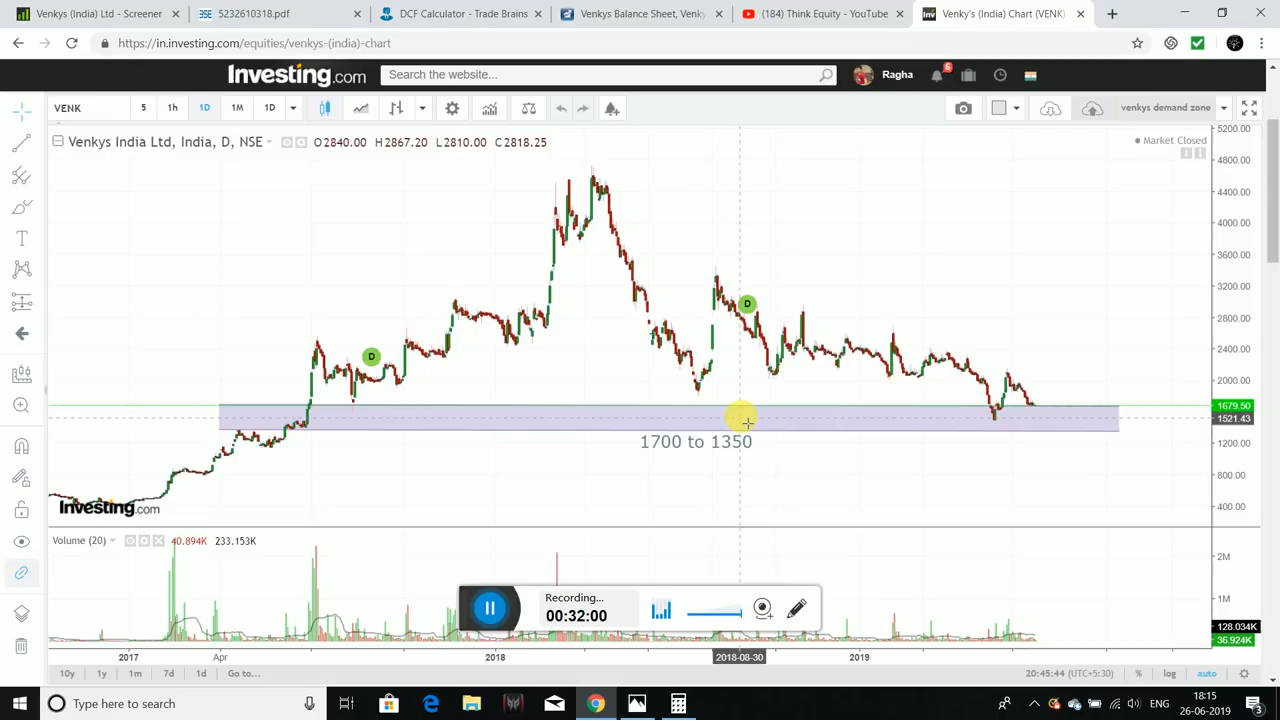 Venkys (India) Ltd - Screener
5232610318.pdf
DCF Calculator - Trade Brains
Venkys Balance Sheet, Venky
(184) Think Equity - YouTube
Venky's (India) Chart (VENK)
https://in.investing.com/equities/venkys-(india)-chart
Investing.com
Search the website...
Ragha
6
VENK
5
1h
1D
1M
1D
venkys demand zone
Venkys India Ltd, India, D, NSE
O2840.00 H2867.20 L2810.00 C2818.25
Market Closed
5200.00
4800.00
4400.00
4000.00
3600.00
3200.00
2800.00
2400.00
2000.00
1679.50
1521.43
1200.00
800.00
400.00
D
D
1700 to 1350
Investing.com
Volume (20)
40.894K 233.153K
2M
1M
128.034K
36.924K
Recording...
00:32:00
2017
Apr
2018
2018-08-30
2019
10y
1y
1m
7d
1d
Go to...
20:45:44 (UTC+5:30)
%
log
auto
Type here to search
ENG
18:15
26-06-2019
3